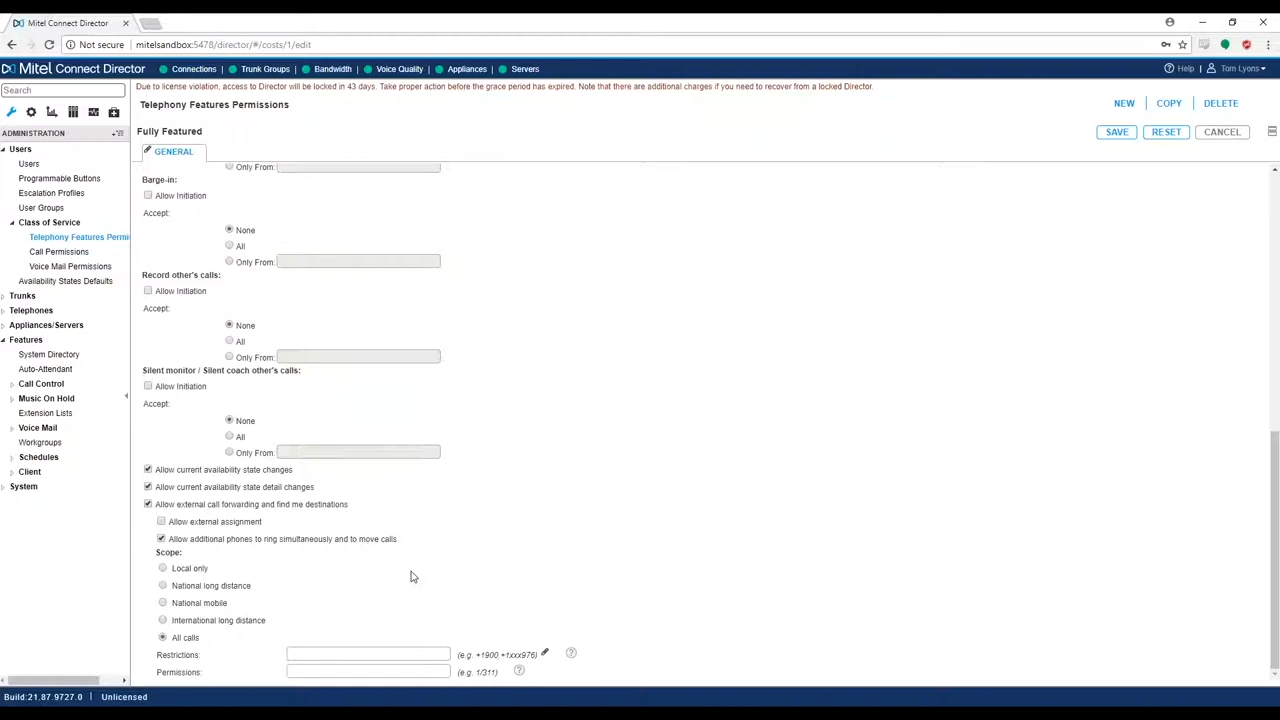 Mitel Connect Director
Not secure | mitelsandbox:5478/director/#/costs/1/edit
Mitel Connect Director Connections Trunk Groups Bandwidth Voice Quality Appliances Servers Help Tom Lyons
Search
Due to license violation, access to Director will be locked in 43 days. Take proper action before the grace period has expired. Note that there are additional charges if you need to recover from a locked Director.
Telephony Features Permissions NEW COPY DELETE
Fully Featured SAVE RESET CANCEL
GENERAL
ADMINISTRATION
Users
Users
Programmable Buttons
Escalation Profiles
User Groups
Class of Service
Telephony Features Permi
Call Permissions
Voice Mail Permissions
Availability States Defaults
Trunks
Telephones
Appliances/Servers
Features
System Directory
Auto-Attendant
Call Control
Music On Hold
Extension Lists
Voice Mail
Workgroups
Schedules
Client
System
Only From:
Barge-in:
Allow Initiation
Accept:
None
All
Only From:
Record other's calls:
Allow Initiation
Accept:
None
All
Only From:
Silent monitor / Silent coach other's calls:
Allow Initiation
Accept:
None
All
Only From:
Allow current availability state changes
Allow current availability state detail changes
Allow external call forwarding and find me destinations
Allow external assignment
Allow additional phones to ring simultaneously and to move calls
Scope:
Local only
National long distance
National mobile
International long distance
All calls
Restrictions: (e.g. +1900,+1xxx976) ?
Permissions: (e.g. 1/311) ?
Build:21.87.9727.0 | Unlicensed